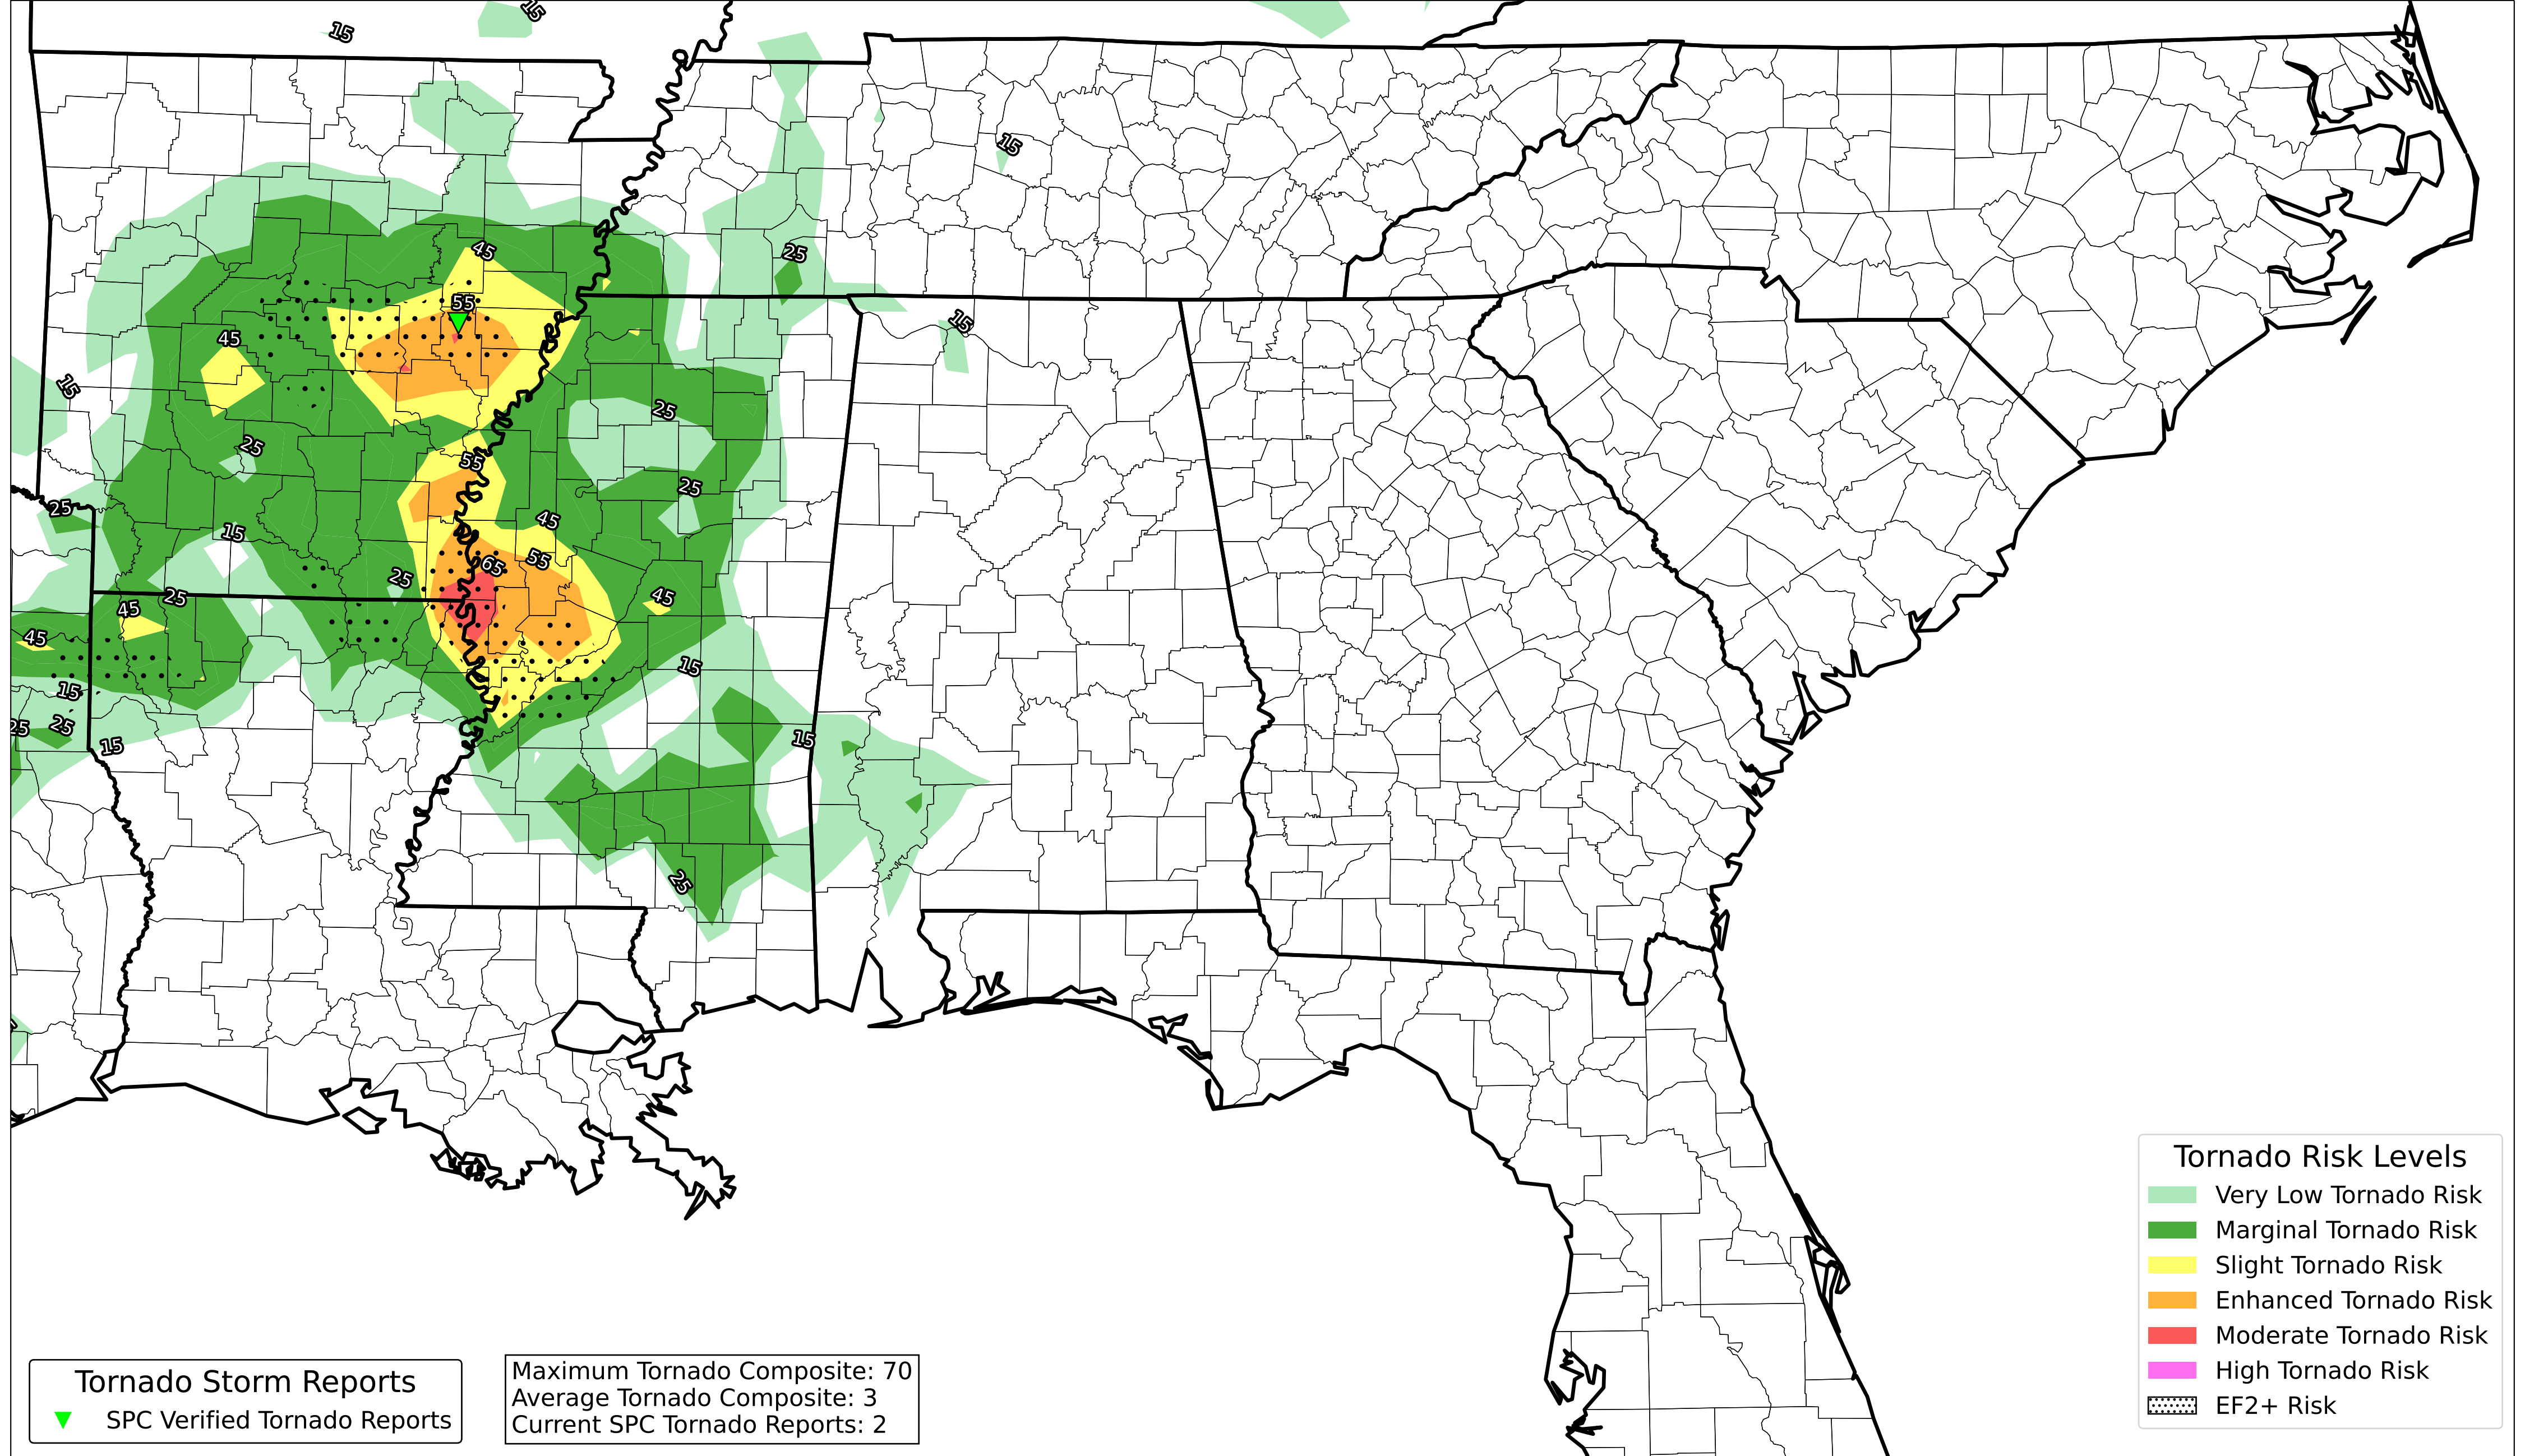 15
15
15
45
25
55
15
45
15
25
25
55
25
25
45
15
55
65
25
25
45
45
45
15
15
25
25
15
15
25
Tornado Risk Levels
Very Low Tornado Risk
Marginal Tornado Risk
Slight Tornado Risk
Enhanced Tornado Risk
Moderate Tornado Risk
High Tornado Risk
EF2+ Risk
Tornado Storm Reports
SPC Verified Tornado Reports
Maximum Tornado Composite: 70
Average Tornado Composite: 3
Current SPC Tornado Reports: 2